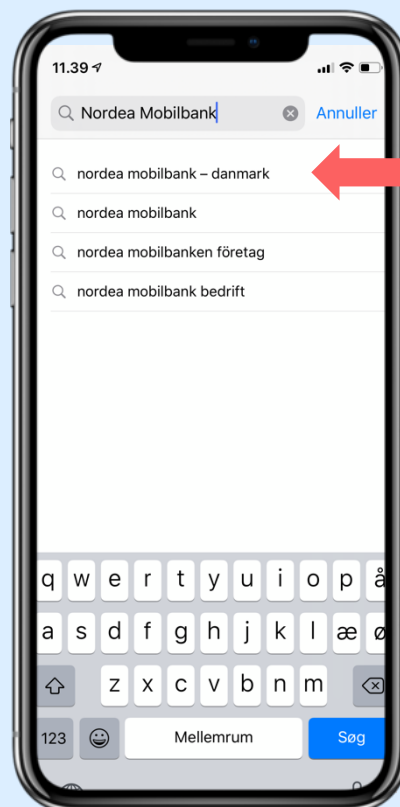 11.39
Nordea Mobilbank
Annuller
nordea mobilbank – danmark
nordea mobilbank
nordea mobilbanken företag
nordea mobilbank bedrift
q w e r t y u i o p å
a s d f g h j k l æ ø
z x c v b n m
123 Mellemrum Søg